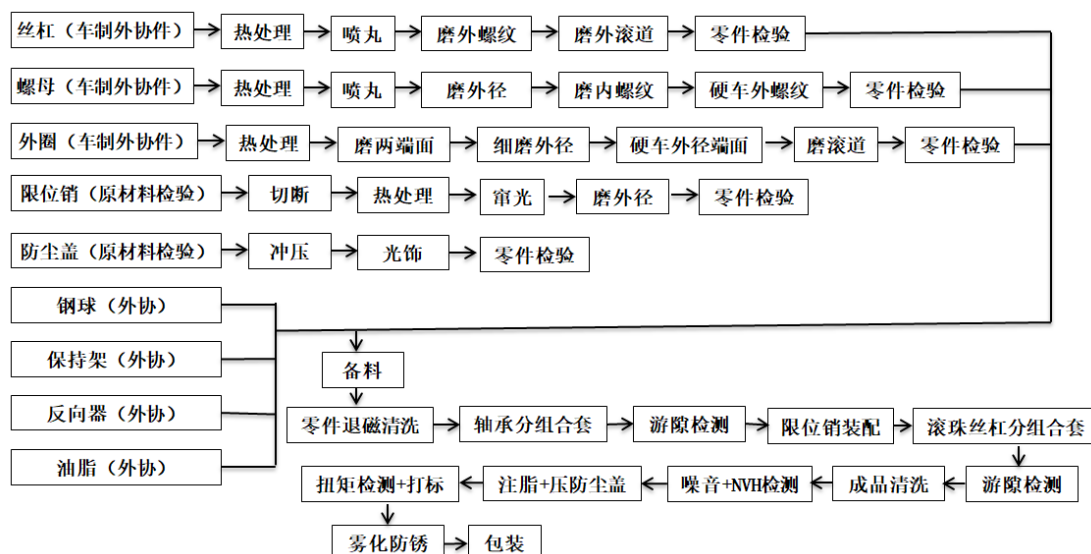 丝杠（车制外协件）
热处理
喷丸
磨外螺纹
磨外滚道
零件检验
螺母（车制外协件）
热处理
喷丸
磨外径
磨内螺纹
硬车外螺纹
零件检验
外圈（车制外协件）
热处理
磨两端面
细磨外径
硬车外径端面
磨滚道
零件检验
限位销（原材料检验）
切断
热处理
窜光
磨外径
零件检验
防尘盖（原材料检验）
冲压
光饰
零件检验
钢球（外协）
保持架（外协）
反向器（外协）
油脂（外协）
备料
零件退磁清洗
轴承分组合套
游隙检测
限位销装配
滚珠丝杠分组合套
游隙检测
成品清洗
噪音+NVH检测
注脂+压防尘盖
扭矩检测+打标
雾化防锈
包装